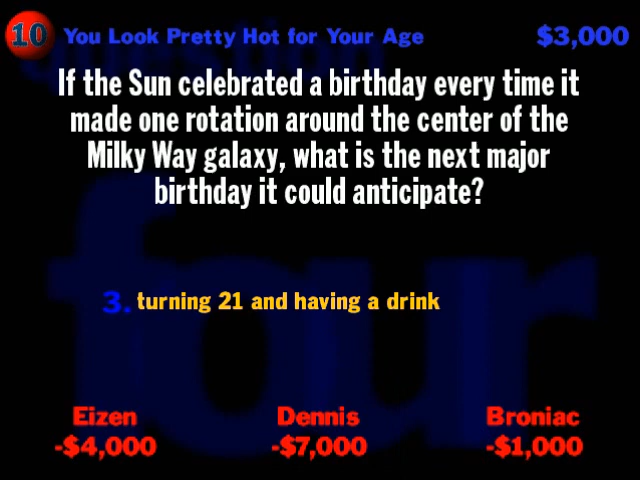 10 You Look Pretty Hot for Your Age $3,000
If the Sun celebrated a birthday every time it
made one rotation around the center of the
Milky Way galaxy, what is the next major
birthday it could anticipate?
3. turning 21 and having a drink
Eizen Dennis Broniac
-$4,000 -$7,000 -$1,000
four